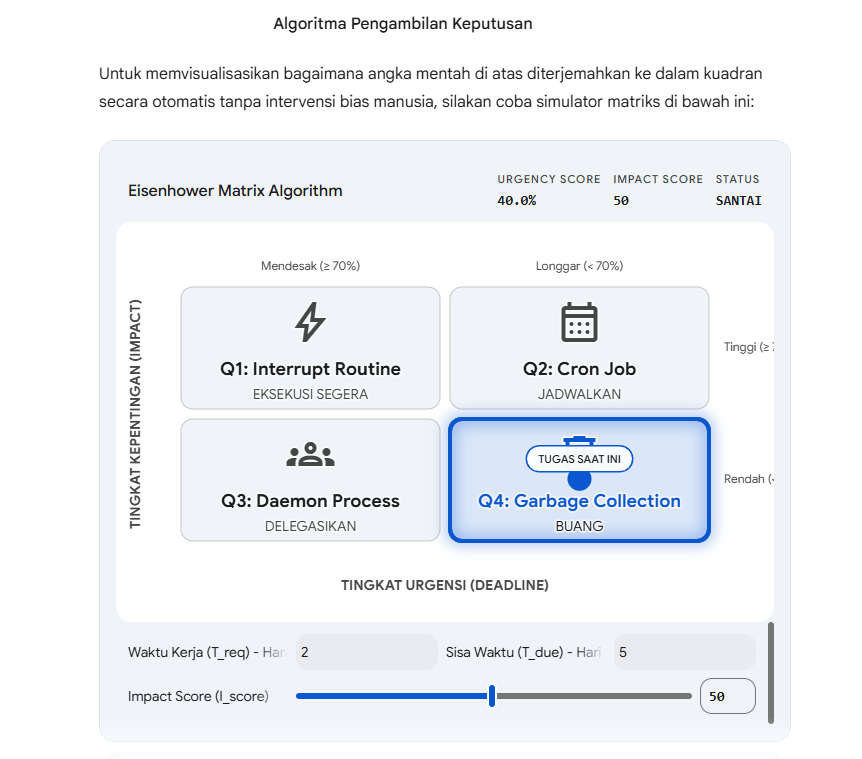 Algoritma Pengambilan Keputusan
Untuk memvisualisasikan bagaimana angka mentah di atas diterjemahkan ke dalam kuadran
secara otomatis tanpa intervensi bias manusia, silakan coba simulator matriks di bawah ini:
Eisenhower Matrix Algorithm
URGENCY SCORE
40.0%
IMPACT SCORE
50
STATUS
SANTAI
Mendesak (≥ 70%)
Longgar (< 70%)
TINGKAT KEPENTINGAN (IMPACT)
Q1: Interrupt Routine
EKSEKUSI SEGERA
Q2: Cron Job
JADWALKAN
Tinggi (≥
Q3: Daemon Process
DELEGASIKAN
TUGAS SAAT INI
Q4: Garbage Collection
BUANG
Rendah (
TINGKAT URGENSI (DEADLINE)
Waktu Kerja (T_req) - Hari
2
Sisa Waktu (T_due) - Hari
5
Impact Score (I_score)
50